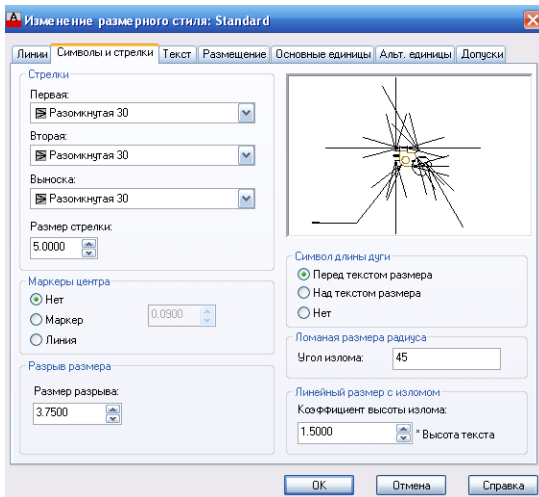 Изменение размерного стиля: Standard
Линии Символы и стрелки Текст Размещение Основные единицы Альт. единицы Допуски
Стрелки
Первая:
Разомкнутая 30
Вторая:
Разомкнутая 30
Выноска:
Разомкнутая 30
Размер стрелки:
5.0000
Маркеры центра
Нет
Маркер
0.0900
Линия
Разрыв размера
Размер разрыва:
3.7500
Символ длины дуги
Перед текстом размера
Над текстом размера
Нет
Ломаная размера радиуса
Угол излома: 45
Линейный размер с изломом
Коэффициент высоты излома:
1.5000 * Высота текста
OK Отмена Справка